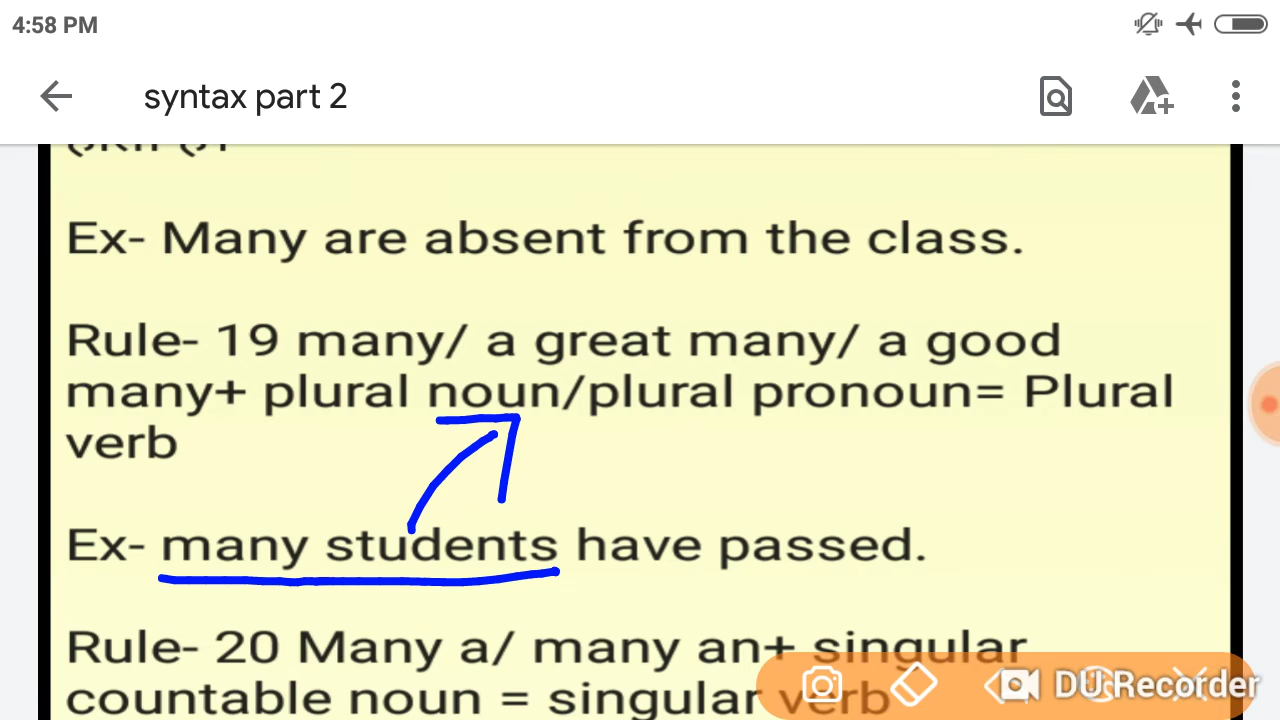 4:58 PM
syntax part 2
Ex- Many are absent from the class.
Rule- 19 many/ a great many/ a good
many+ plural noun/plural pronoun= Plural
verb
Ex- many students have passed.
Rule- 20 Many a/ many an+ singular
countable noun = singular verb
DU Recorder